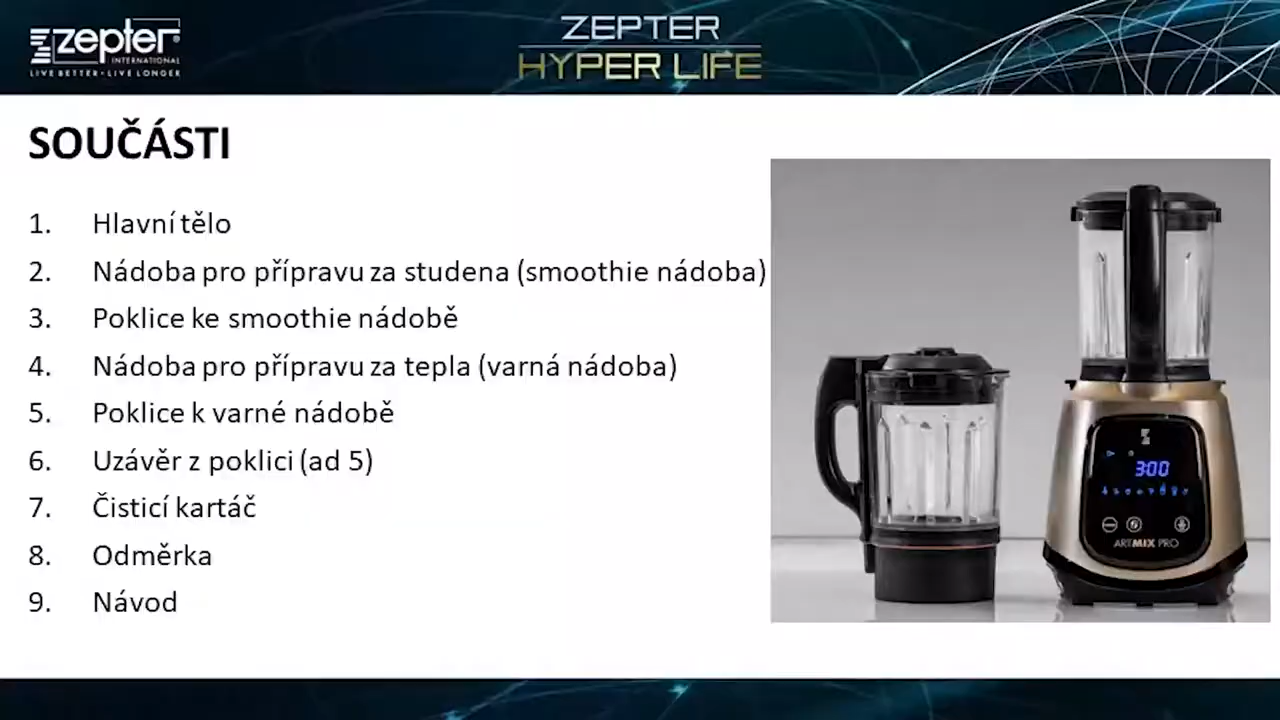 zepter
INTERNATIONAL
LIVE BETTER • LIVE LONGER
ZEPTER
HYPER LIFE
SOUČÁSTI
1. Hlavní tělo
2. Nádoba pro přípravu za studena (smoothie nádoba)
3. Poklice ke smoothie nádobě
4. Nádoba pro přípravu za tepla (varná nádoba)
5. Poklice k varné nádobě
6. Uzávěr z poklici (ad 5)
7. Čisticí kartáč
8. Odměrka
9. Návod
300
ARTMIX PRO